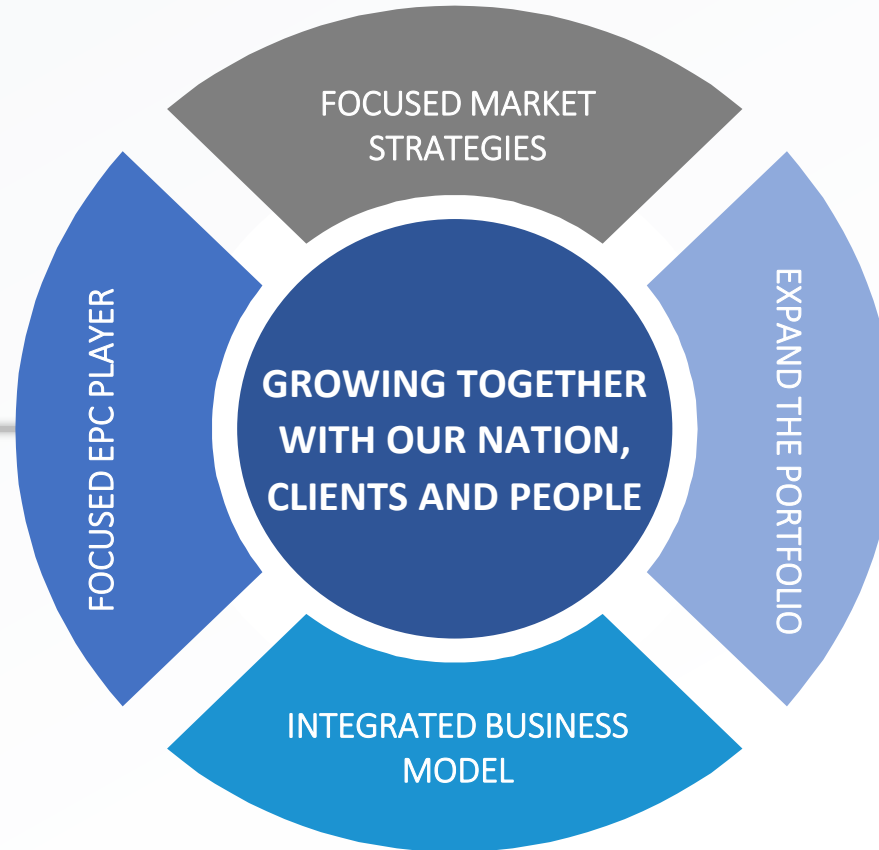 FOCUSED MARKET
STRATEGIES
EXPAND THE PORTFOLIO
FOCUSED EPC PLAYER
GROWING TOGETHER
WITH OUR NATION,
CLIENTS AND PEOPLE
INTEGRATED BUSINESS
MODEL